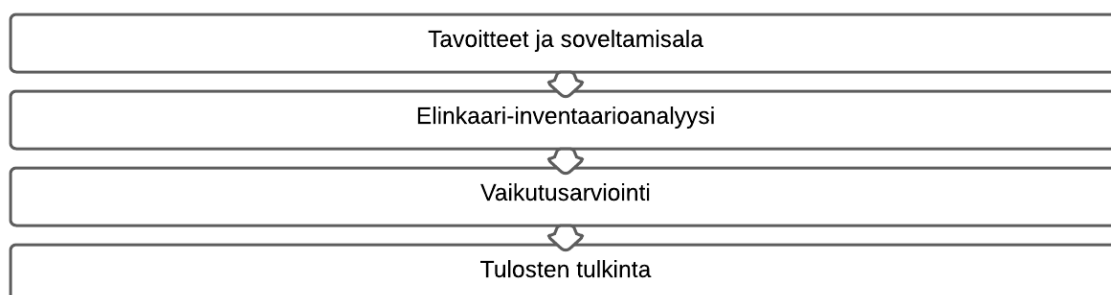 Tavoitteet ja soveltamisala
Elinkaari-inventaarioanalyysi
Vaikutusarviointi
Tulosten tulkinta